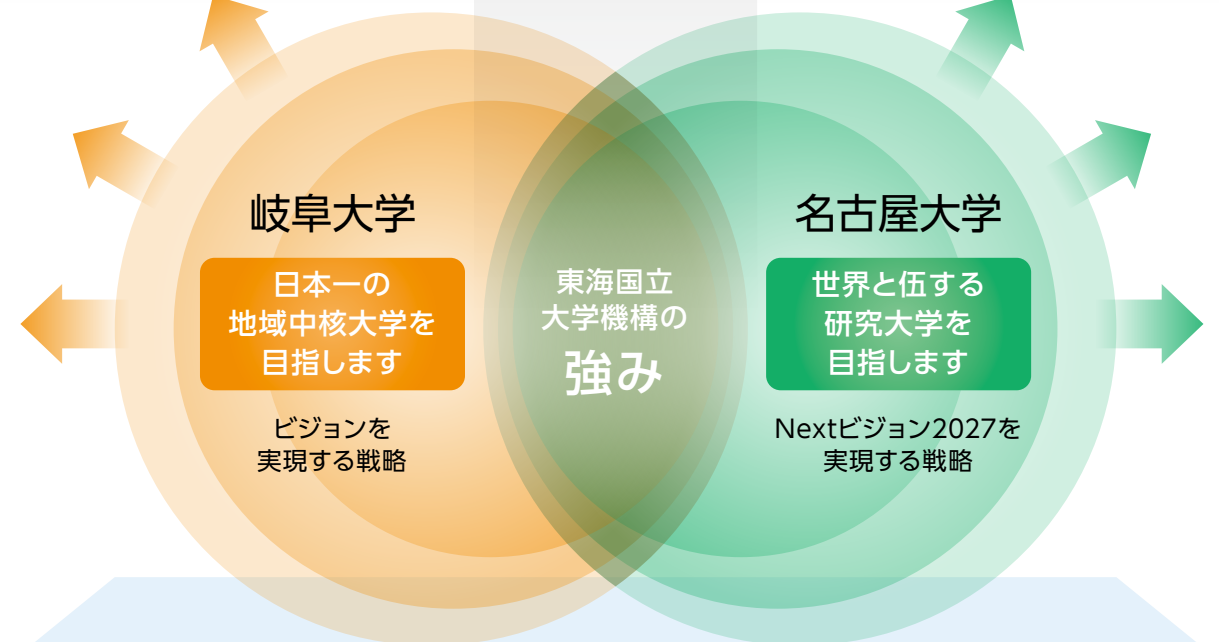 岐阜大学
日本一の
地域中核大学を
目指します
ビジョンを
実現する戦略
東海国立
大学機構の
強み
名古屋大学
世界と伍する
研究大学を
目指します
Nextビジョン2027を
実現する戦略